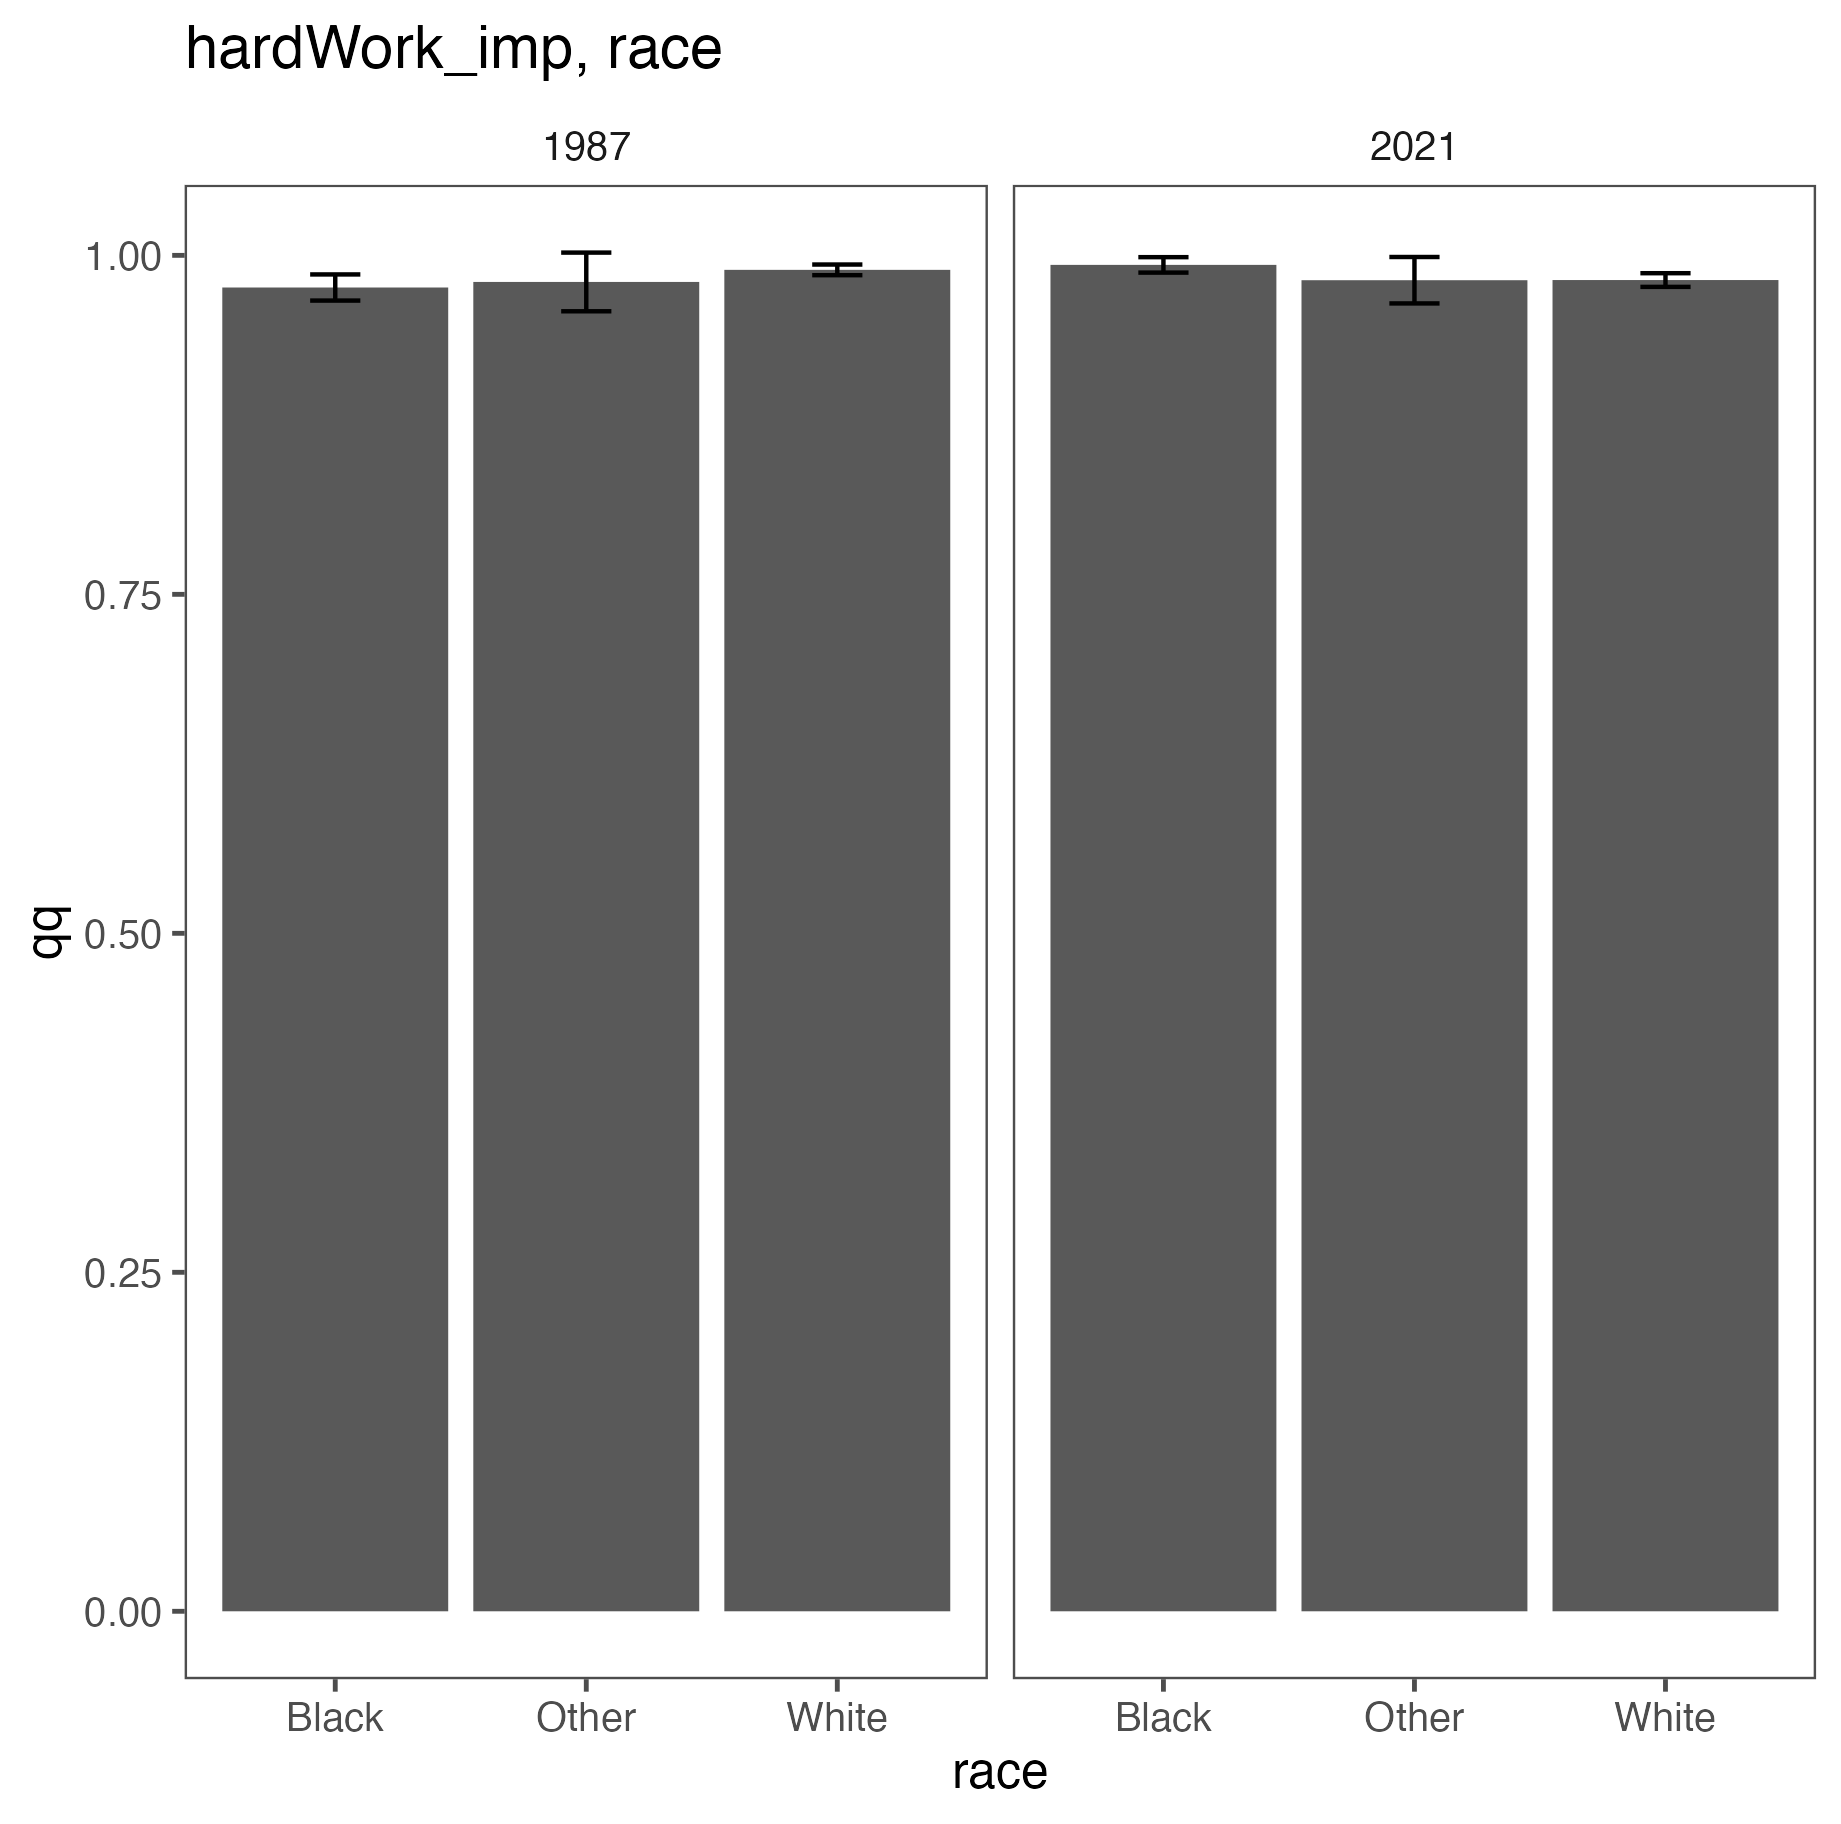 hardWork_imp, race
1987 2021
1.00
0.75
0.50
0.25
0.00
qq
Black Other White Black Other White
race